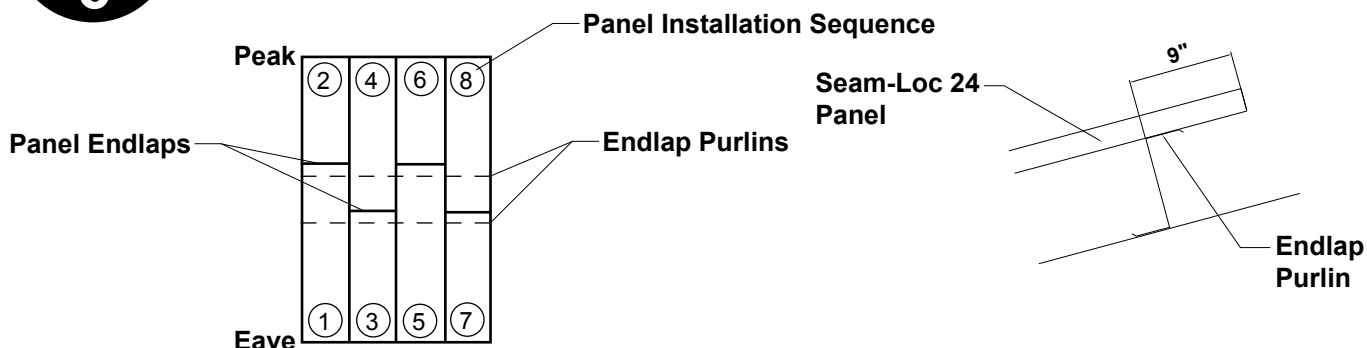 Panel Installation Sequence
Peak
2 4 6 8
Panel Endlaps
Endlap Purlins
1 3 5 7
Eave
9"
Seam-Loc 24
Panel
Endlap
Purlin